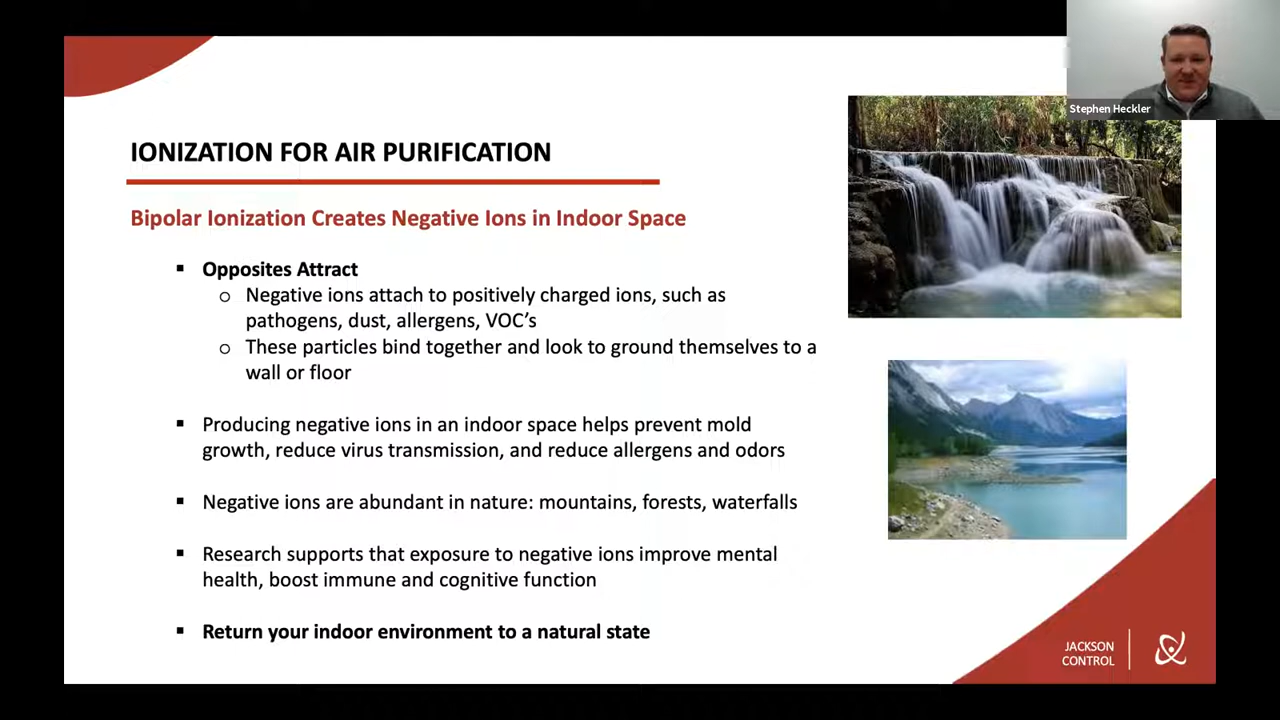 Stephen Heckler
IONIZATION FOR AIR PURIFICATION
Bipolar Ionization Creates Negative Ions in Indoor Space
▪ Opposites Attract
o Negative ions attach to positively charged ions, such as
pathogens, dust, allergens, VOC's
o These particles bind together and look to ground themselves to a
wall or floor
▪ Producing negative ions in an indoor space helps prevent mold
growth, reduce virus transmission, and reduce allergens and odors
▪ Negative ions are abundant in nature: mountains, forests, waterfalls
▪ Research supports that exposure to negative ions improve mental
health, boost immune and cognitive function
▪ Return your indoor environment to a natural state
JACKSON
CONTROL